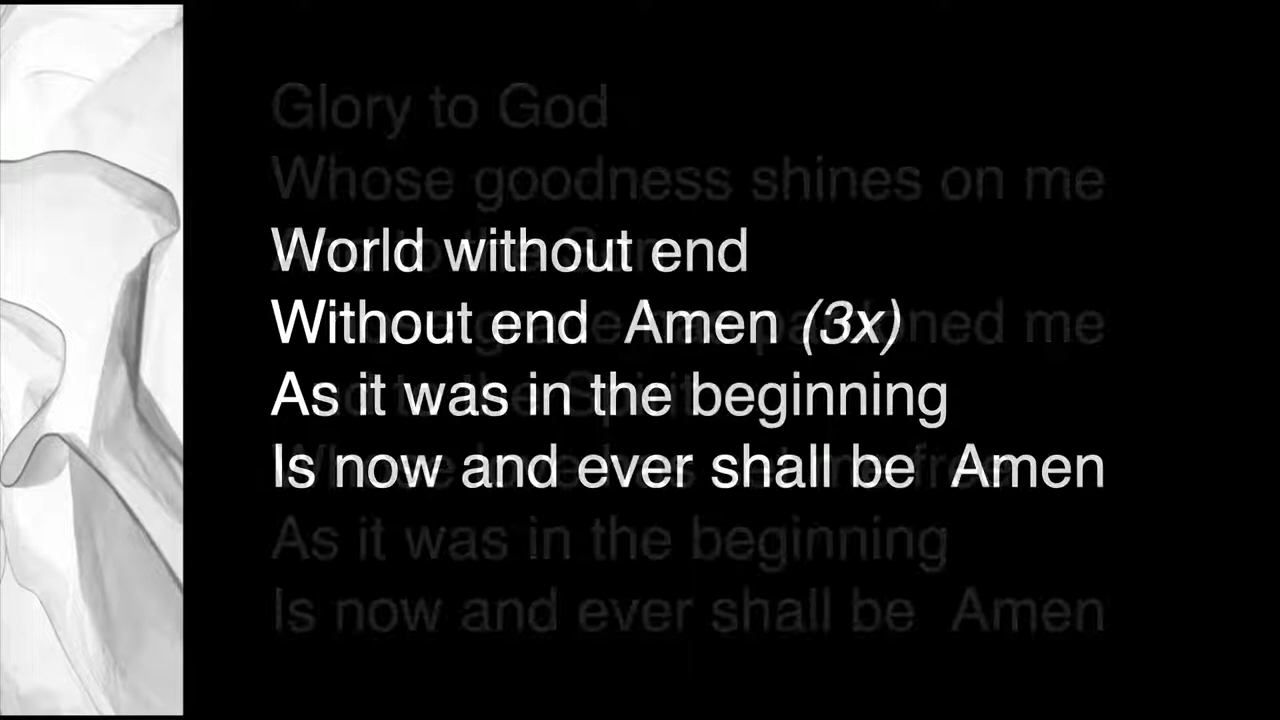 Glory to God
Whose goodness shines on me
World without end
Without end Amen (3x)
As it was in the beginning
Is now and ever shall be Amen
As it was in the beginning
Is now and ever shall be Amen